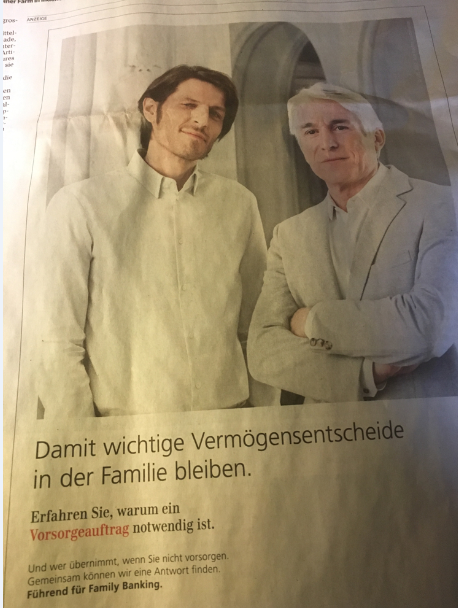 ANZEIGE
Damit wichtige Vermögensentscheide
in der Familie bleiben.
Erfahren Sie, warum ein
Vorsorgeauftrag notwendig ist.
Und wer übernimmt, wenn Sie nicht vorsorgen.
Gemeinsam können wir eine Antwort finden.
Führend für Family Banking.